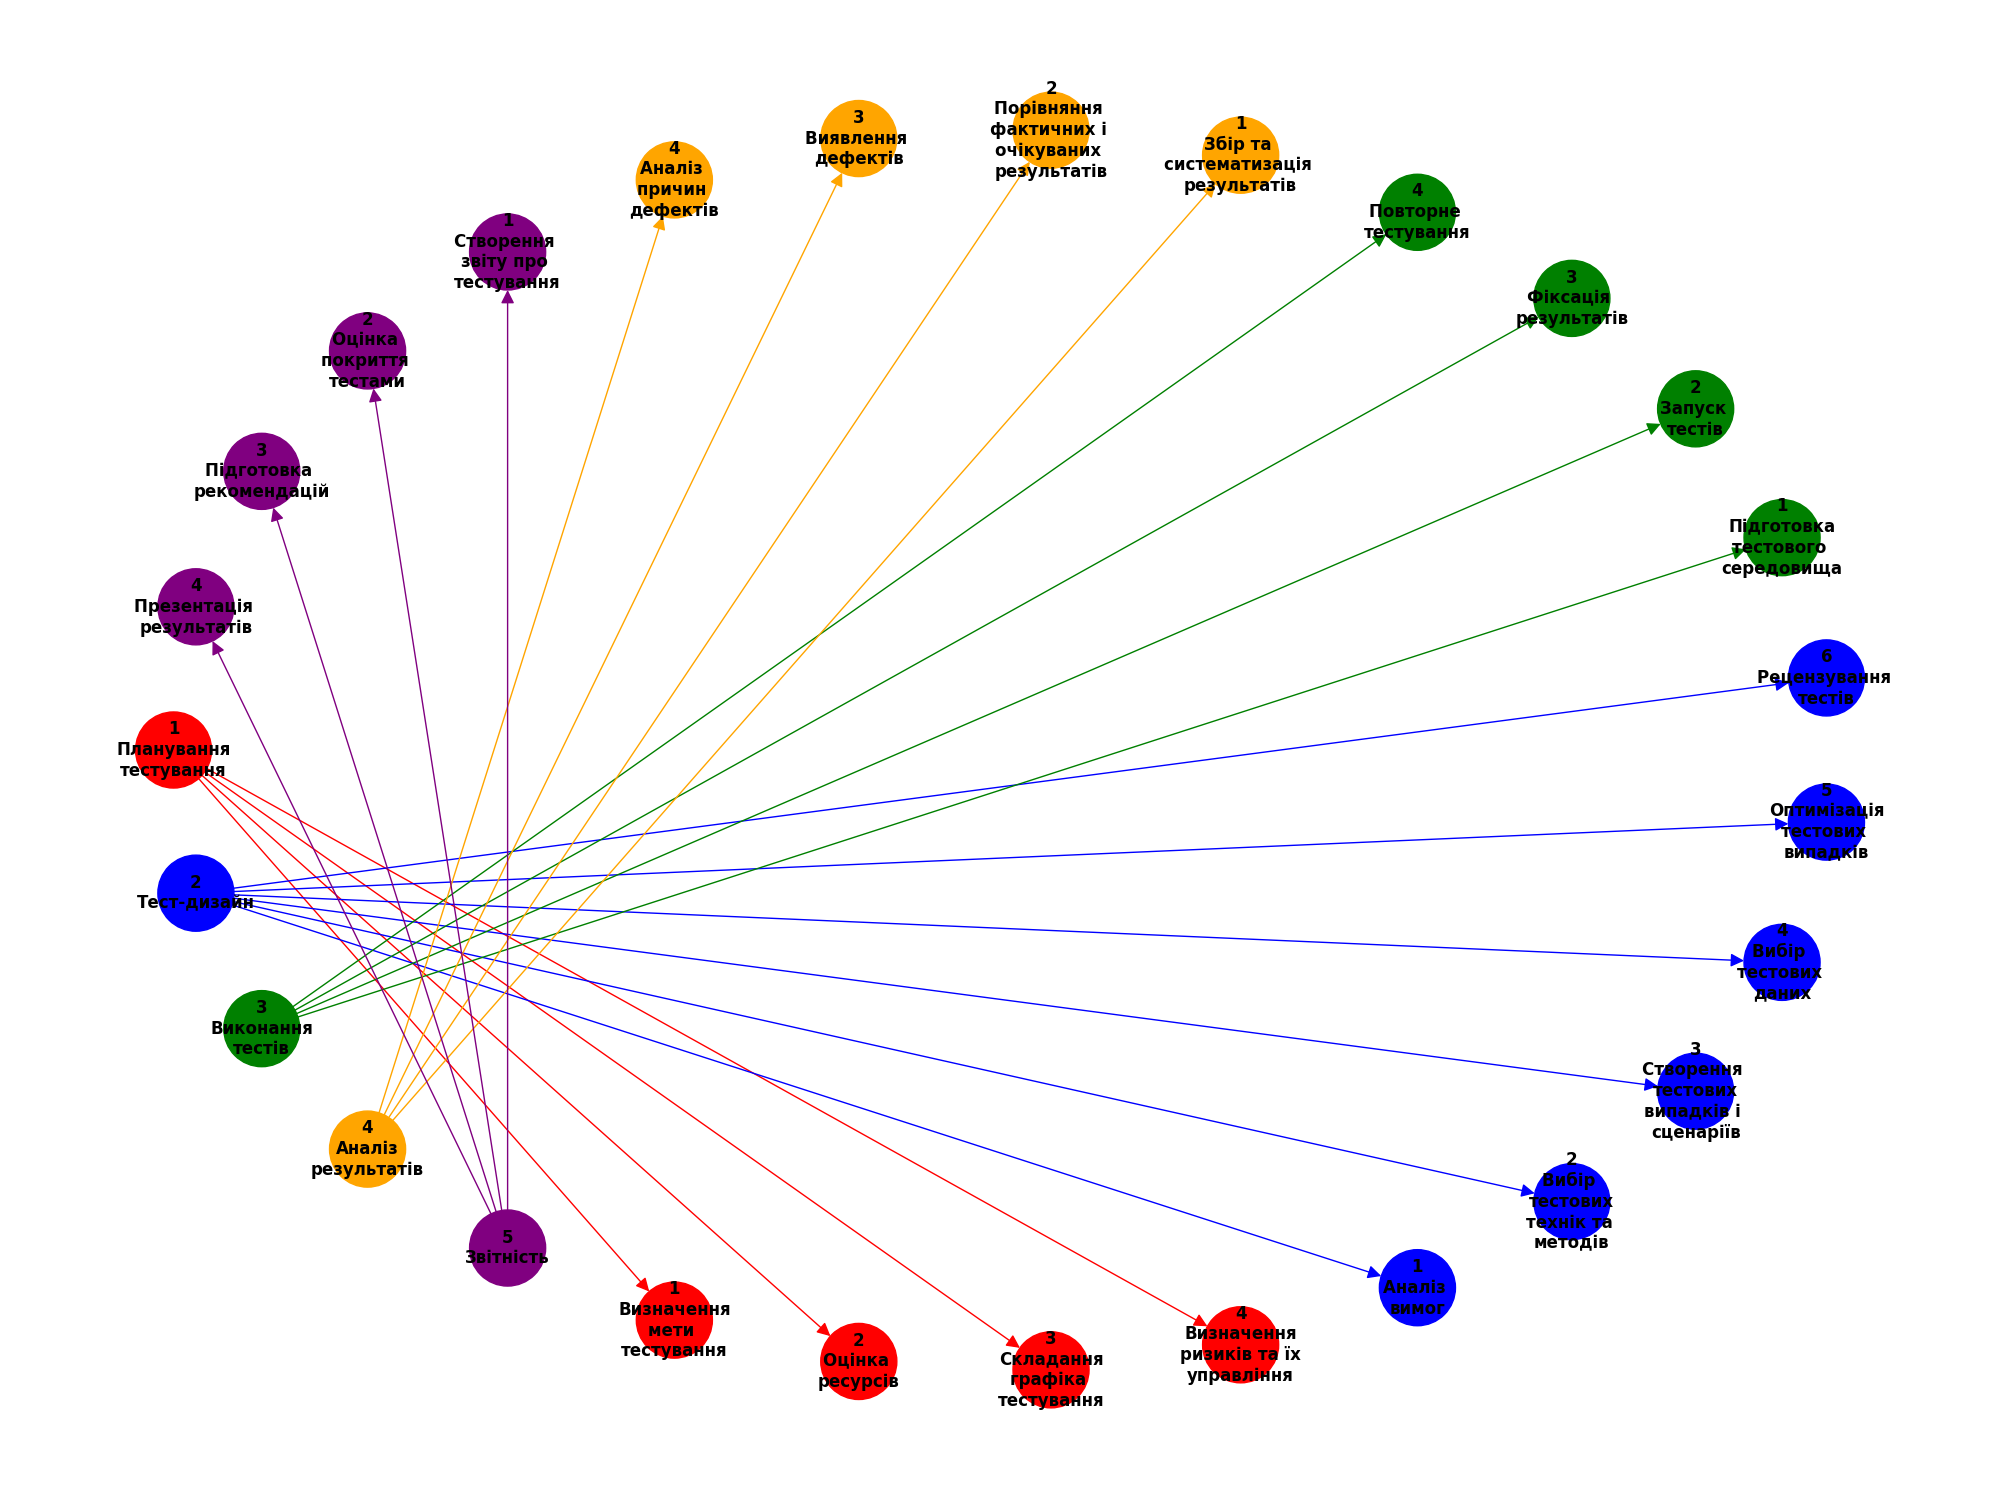 2
Порівняння
фактичних і
очікуваних
результатів
3
Виявлення
дефектів
1
Збір та
систематизація
результатів
4
Аналіз
причин
дефектів
4
Повторне
тестування
1
Створення
звіту про
тестування
3
Фіксація
результатів
2
Оцінка
покриття
тестами
2
Запуск
тестів
3
Підготовка
рекомендацій
1
Підготовка
тестового
середовища
4
Презентація
результатів
6
Рецензування
тестів
1
Планування
тестування
5
Оптимізація
тестових
випадків
2
Тест-дизайн
4
Вибір
тестових
даних
3
Виконання
тестів
3
Створення
тестових
випадків і
сценаріїв
4
Аналіз
результатів
2
Вибір
тестових
технік та
методів
5
Звітність
1
Аналіз
вимог
1
Визначення
мети
тестування
4
Визначення
ризиків та їх
управління
3
Складання
графіка
тестування
2
Оцінка
ресурсів